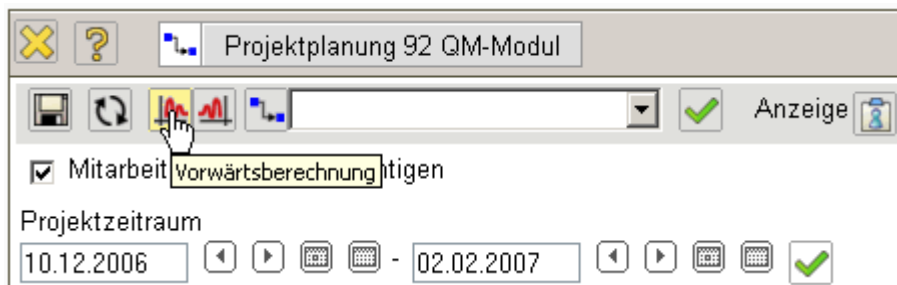 Projektplanung 92 QM-Modul
Anzeige
Mitarbeit
Vorwärtsberechnung
tigen
Projektzeitraum
10.12.2006 - 02.02.2007